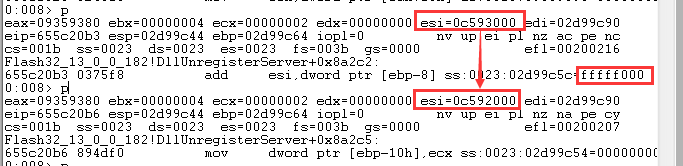 0:008> p
eax=09359380 ebx=00000004 ecx=00000002 edx=00000000 esi=0c593000 edi=02d99c90
eip=655c20b3 esp=02d99c44 ebp=02d99c64 iopl=0 nv up ei pl nz ac pe nc
cs=001b ss=0023 ds=0023 es=0023 fs=003b gs=0000 efl=00200216
Flash32_13_0_0_182!DllUnregisterServer+0x8a2c2:
655c20b3 0375f8 add esi,dword ptr [ebp-8] ss:0023:02d99c5c=fffff000
0:008> p
eax=09359380 ebx=00000004 ecx=00000002 edx=00000000 esi=0c592000 edi=02d99c90
eip=655c20b6 esp=02d99c44 ebp=02d99c64 iopl=0 nv up ei pl nz na pe cy
cs=001b ss=0023 ds=0023 es=0023 fs=003b gs=0000 efl=00200207
Flash32_13_0_0_182!DllUnregisterServer+0x8a2c5:
655c20b6 894df0 mov dword ptr [ebp-10h],ecx ss:0023:02d99c54=00000000
0:008> p